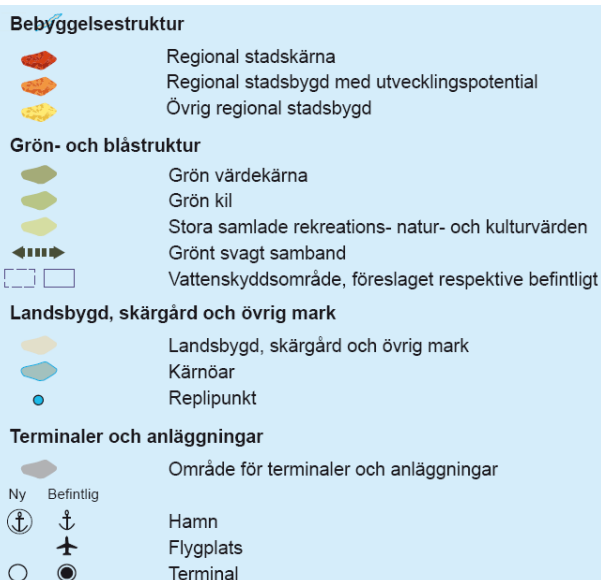 Bebyggelsestruktur
Regional stadskärna
Regional stadsbygd med utvecklingspotential
Övrig regional stadsbygd
Grön- och blåstruktur
Grön värdekärna
Grön kil
Stora samlade rekreations- natur- och kulturvärden
Grönt svagt samband
Vattenskyddsområde, föreslaget respektive befintligt
Landsbygd, skärgård och övrig mark
Landsbygd, skärgård och övrig mark
Kärnöar
Replipunkt
Terminaler och anläggningar
Område för terminaler och anläggningar
Ny Befintlig
Hamn
Flygplats
Terminal